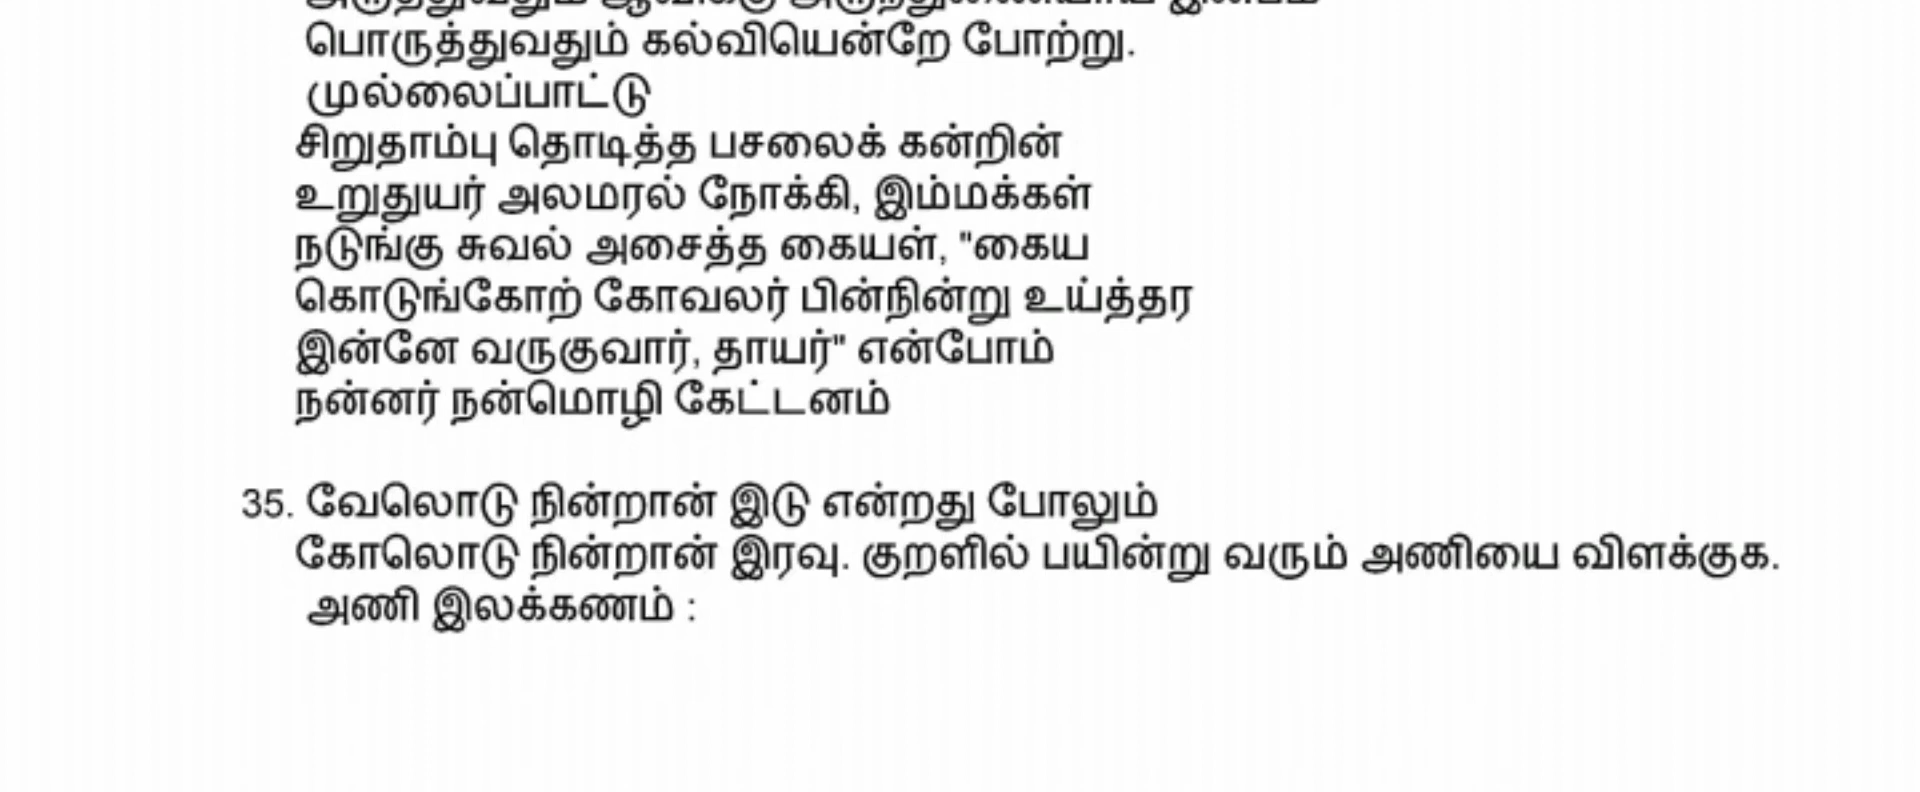 பொருத்துவதும் கல்வியென்றே போற்று.
முல்லைப்பாட்டு
சிறுதாம்பு தொடித்த பசலைக் கன்றின்
உறுதுயர் அலமரல் நோக்கி, இம்மக்கள்
நடுங்கு சுவல் அசைத்த கையள், "கைய
கொடுங்கோற் கோவலர் பின்நின்று உய்த்தர
இன்னே வருகுவார், தாயர்" என்போம்
நன்னர் நன்மொழி கேட்டனம்
35. வேலொடு நின்றான் இடு என்றது போலும்
கோலொடு நின்றான் இரவு. குறளில் பயின்று வரும் அணியை விளக்குக.
அணி இலக்கணம் :